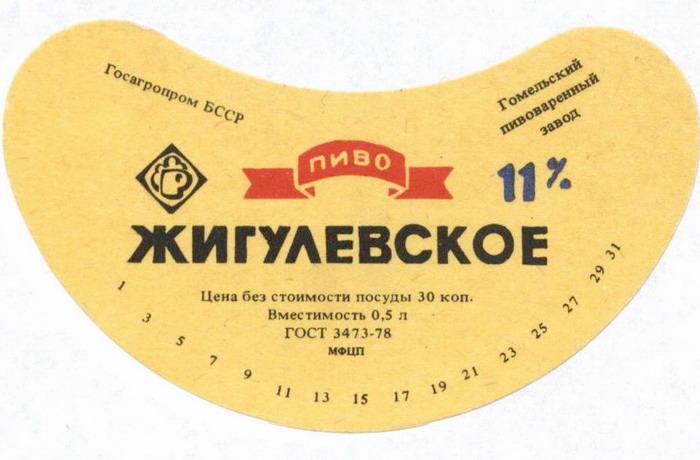 Госагропром БССР
Гомельский
пивоваренный
завод
ПИВО
11%
ЖИГУЛЕВСКОЕ
Цена без стоимости посуды 30 коп.
Вместимость 0,5 л
ГОСТ 3473-78
МФЦП
1 3 5 7 9 11 13 15 17 19 21 23 25 27 29 31